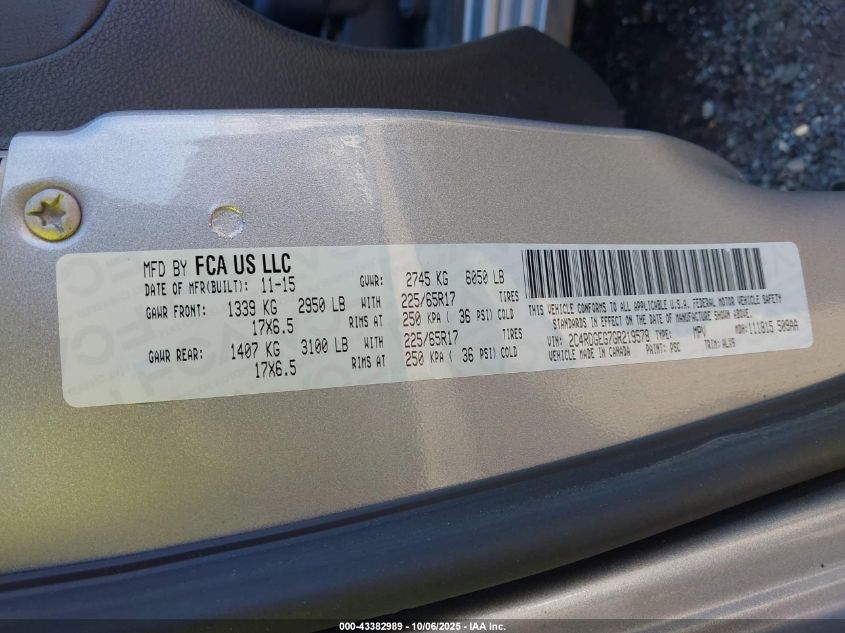 MFD BY FCA US LLC
DATE OF MFR(BUILT): 11-15 GVWR: 2745 KG 6050 LB
GAWR FRONT: 1339 KG 2950 LB WITH 225/65R17 TIRES
17X6.5 RIMS AT 250 KPA ( 36 PSI) COLD
GAWR REAR: 1407 KG 3100 LB WITH 225/65R17 TIRES
17X6.5 RIMS AT 250 KPA ( 36 PSI) COLD
THIS VEHICLE CONFORMS TO ALL APPLICABLE U.S.A. FEDERAL MOTOR VEHICLE SAFETY
STANDARDS IN EFFECT ON THE DATE OF MANUFACTURE SHOWN ABOVE.
VIN: 2C4RDGEG7GR219578 TYPE: MPV MDH: 111815 509AA
VEHICLE MADE IN CANADA PAINT: PSC TRIM: ALX9
000-43382989 - 10/06/2025 - IAA Inc.